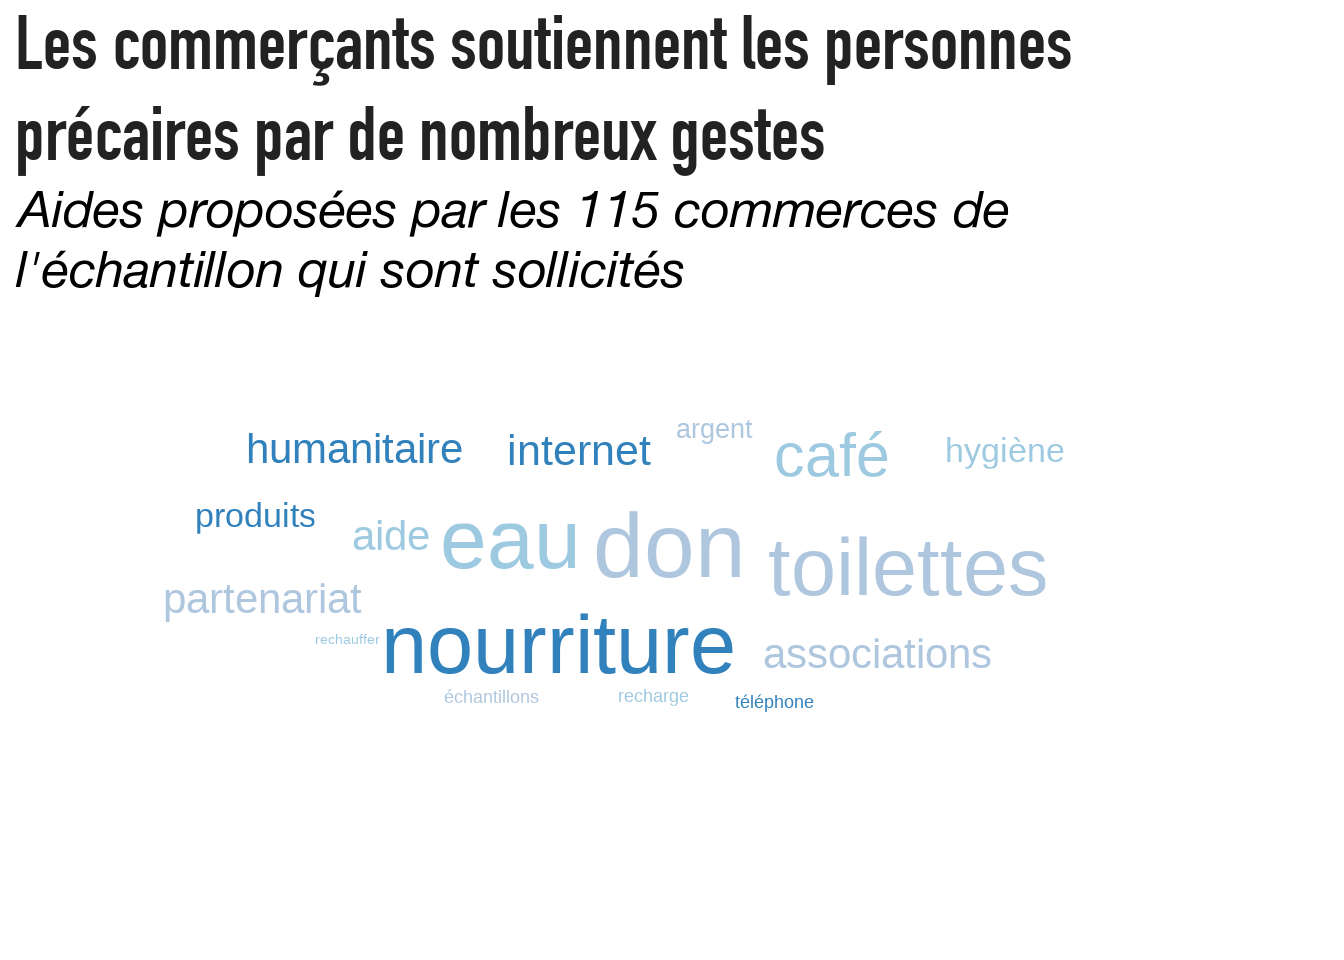 Les commerçants soutiennent les personnes
précaires par de nombreux gestes
Aides proposées par les 115 commerces de
l'échantillon qui sont sollicités
humanitaire internet argent café hygiène
produits aide eau don toilettes
partenariat
rechauffer nourriture associations
échantillons recharge téléphone